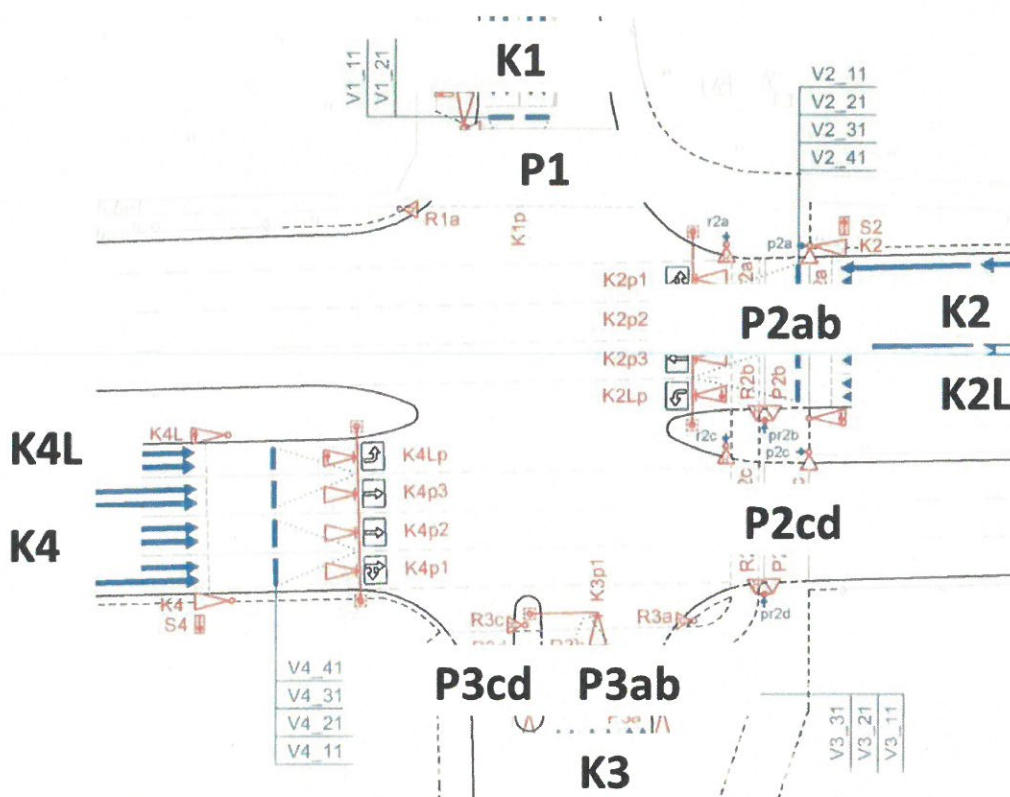 K1
V1_11
V1_21
V2_11
V2_21
V2_31
V2_41
P1
R1a
K1p
r2a
p2a
S2
K2
K2p1
K2p2
K2p3
K2Lp
P2ab
K2
K2L
R2b
P2b
pr2b
r2c
p2c
K4L
K4L
K4Lp
K4p3
K4p2
K4p1
K4
K4
S4
P2cd
pr2d
K3p1
R3c
R3a
P3cd
P3ab
K3
V4_41
V4_31
V4_21
V4_11
V3_31
V3_21
V3_11